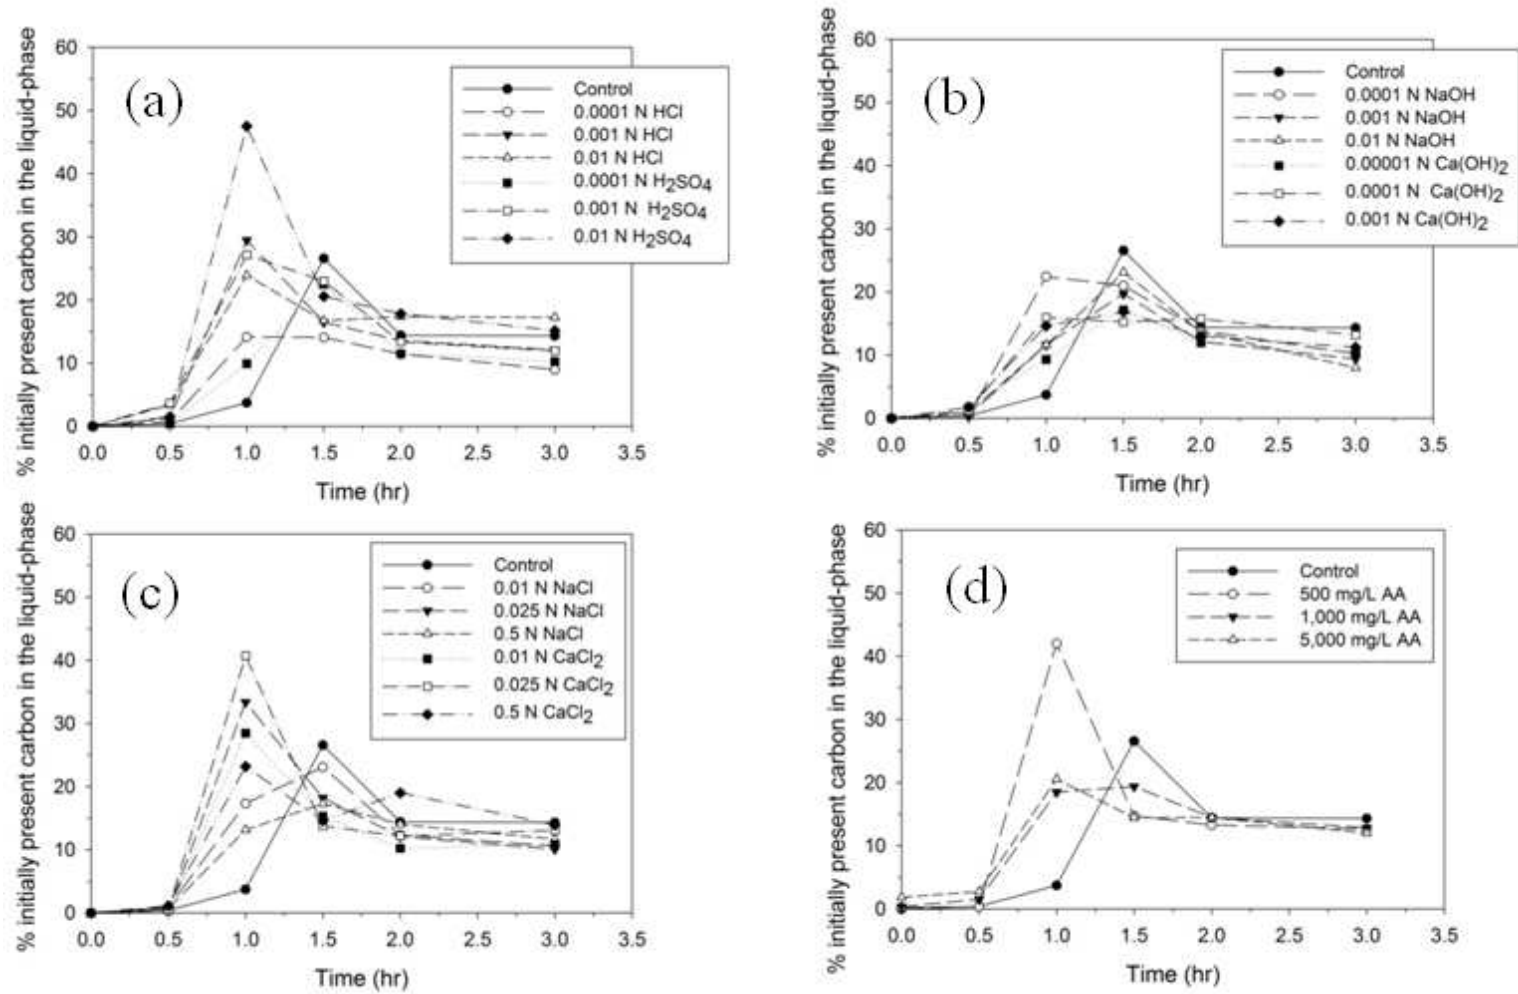 % initially present carbon in the liquid-phase
60
50
40
30
20
10
0
(a)
Control
0.0001 N HCl
0.001 N HCl
0.01 N HCl
0.0001 N H2SO4
0.001 N H2SO4
0.01 N H2SO4
0.0 0.5 1.0 1.5 2.0 2.5 3.0 3.5
Time (hr)
% initially present carbon in the liquid-phase
60
50
40
30
20
10
0
(b)
Control
0.0001 N NaOH
0.001 N NaOH
0.01 N NaOH
0.00001 N Ca(OH)2
0.0001 N Ca(OH)2
0.001 N Ca(OH)2
0.0 0.5 1.0 1.5 2.0 2.5 3.0 3.5
Time (hr)
% initially present carbon in the liquid-phase
60
50
40
30
20
10
0
(c)
Control
0.01 N NaCl
0.025 N NaCl
0.5 N NaCl
0.01 N CaCl2
0.025 N CaCl2
0.5 N CaCl2
0.0 0.5 1.0 1.5 2.0 2.5 3.0 3.5
Time (hr)
% initially present carbon in the liquid-phase
60
50
40
30
20
10
0
(d)
Control
500 mg/L AA
1,000 mg/L AA
5,000 mg/L AA
0.0 0.5 1.0 1.5 2.0 2.5 3.0 3.5
Time (hr)